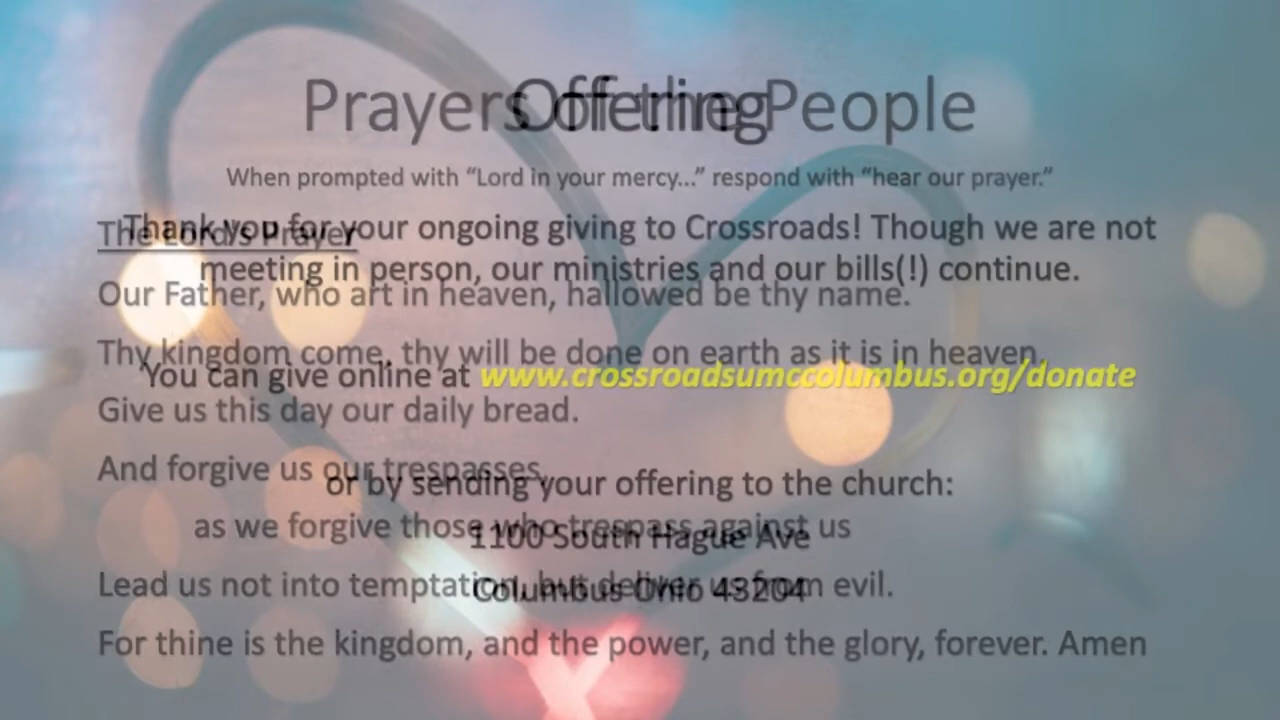 Prayers of the People
When prompted with “Lord in your mercy...” respond with “hear our prayer.”
The Lord's Prayer
Our Father, who art in heaven, hallowed be thy name.
Thy kingdom come, thy will be done on earth as it is in heaven.
Give us this day our daily bread.
And forgive us our trespasses,
as we forgive those who trespass against us
Lead us not into temptation, but deliver us from evil.
For thine is the kingdom, and the power, and the glory, forever. Amen
Offering
Thank you for your ongoing giving to Crossroads! Though we are not
meeting in person, our ministries and our bills(!) continue.
You can give online at www.crossroadsumccolumbus.org/donate
or by sending your offering to the church:
1100 South Hague Ave
Columbus Ohio 43204